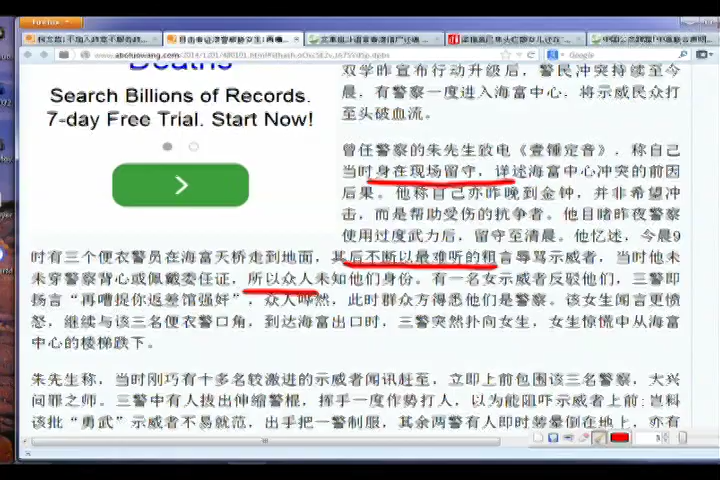 Deaths
Search Billions of Records.
7-day Free Trial. Start Now!
双学昨宣布行动升级后，警民冲突持续至今
晨，有警察一度进入海富中心，将示威民众打
至头破血流。
曾任警察的朱先生致电《壹锤定音》，称自己
当时身在现场留守，详述海富中心冲突的前因
后果。他称自己亦昨晚到金钟，并非希望冲
击，而是帮助受伤的抗争者。他目睹昨夜警察
使用过度武力后，留守至清晨。他忆述，今晨9
时有三个便衣警员在海富天桥走到地面，其后不断以最难听的粗言辱骂示威者，当时他未
未穿警察背心或佩戴委任证，所以众人未知他们身份。有一名女示威者反驳他们，三警即
扬言“再嘈捉你返差馆强奸”，众人哗然，此时群众方得悉他们是警察。该女生闻言更愤
怒，继续与该三名便衣警口角，到达海富出口时，三警突然扑向女生，女生惊慌中从海富
中心的楼梯跌下。
朱先生称，当时刚巧有十多名较激进的示威者闻讯赶至，立即上前包围该三名警察，大兴
问罪之师。三警中有人拔出伸缩警棍，挥手一度作势打人，以为能阻吓示威者上前:岂料
该批“勇武”示威者不易就范，出手把一警制服，其余两警有人即时装晕倒在地上，亦有